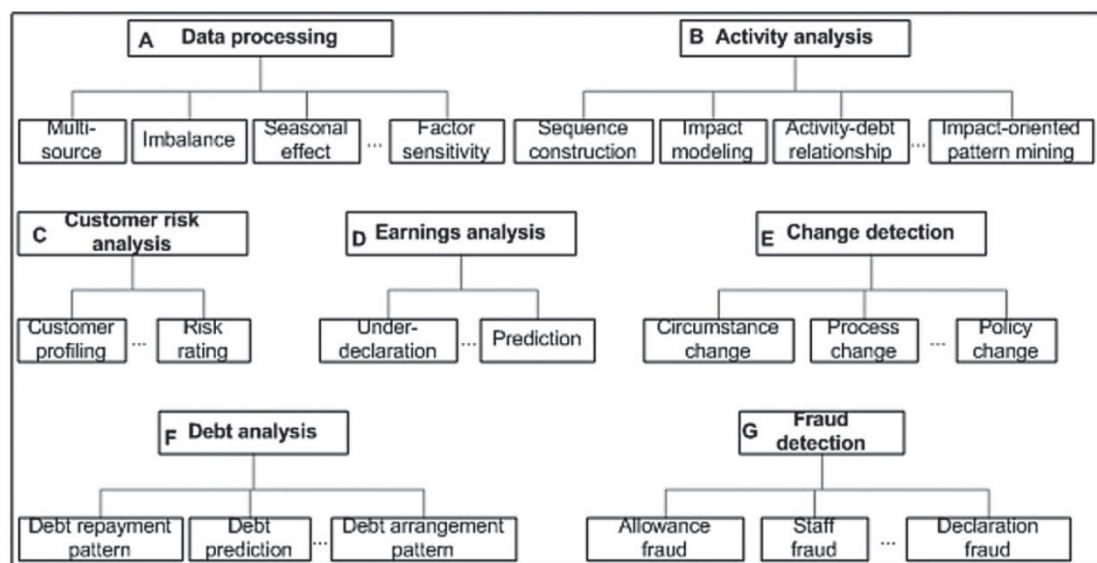 A Data processing
B Activity analysis
Multi-
source
Imbalance
Seasonal
effect
...
Factor
sensitivity
Sequence
construction
Impact
modeling
Activity-debt
relationship
...
Impact-oriented
pattern mining
C Customer risk
analysis
D Earnings analysis
E Change detection
Customer
profiling
...
Risk
rating
Under-
declaration
...
Prediction
Circumstance
change
Process
change
...
Policy
change
F Debt analysis
G Fraud
detection
Debt repayment
pattern
Debt
prediction
...
Debt arrangement
pattern
Allowance
fraud
Staff
fraud
...
Declaration
fraud